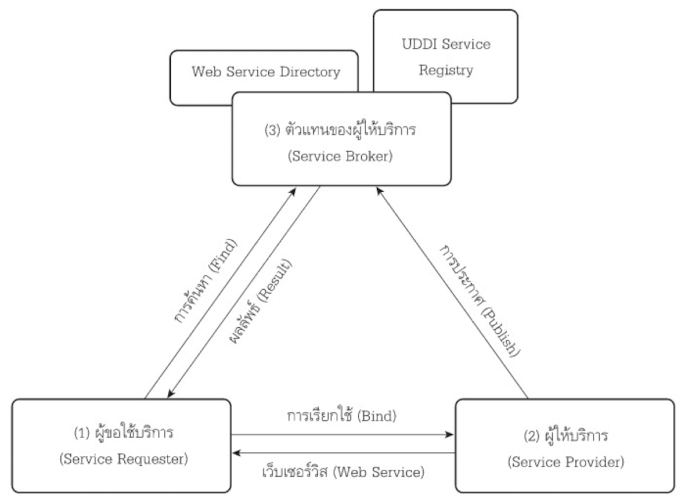 UDDI Service
Registry
Web Service Directory
(3) ตัวแทนของผู้ให้บริการ
(Service Broker)
การค้นหา (Find)
ผลลัพธ์ (Result)
การประกาศ (Publish)
(1) ผู้ขอใช้บริการ
(Service Requester)
การเรียกใช้ (Bind)
เว็บเซอร์วิส (Web Service)
(2) ผู้ให้บริการ
(Service Provider)